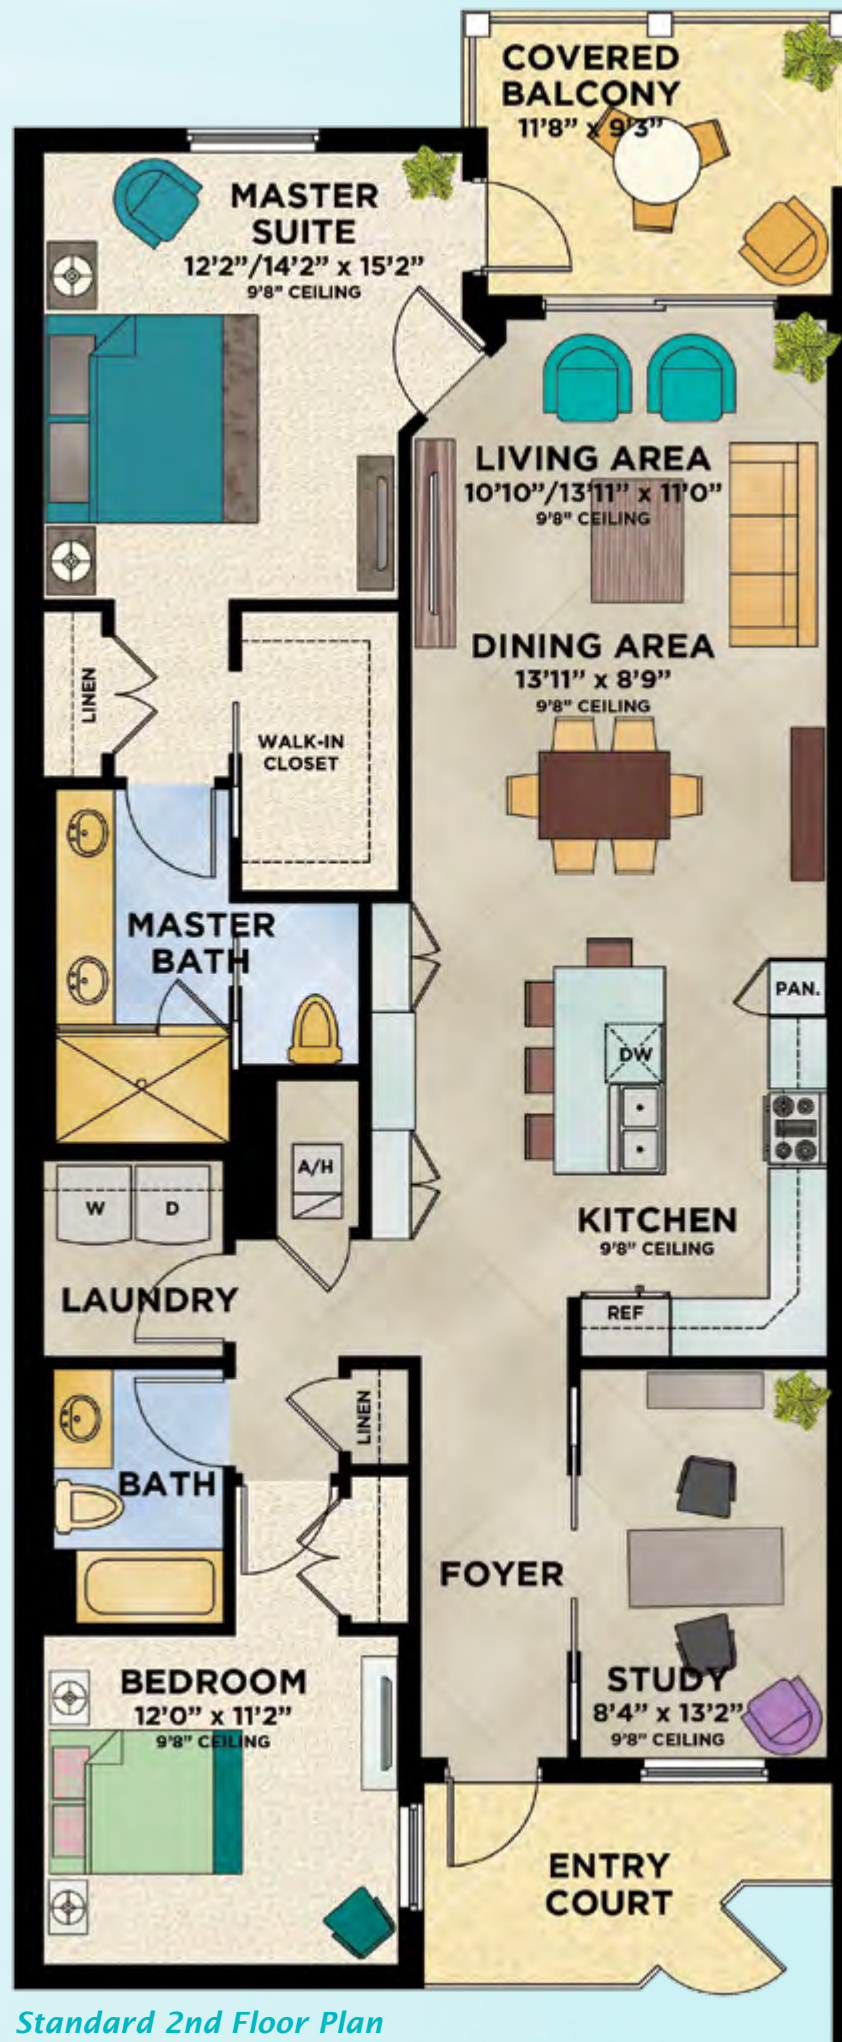 COVERED
BALCONY
11'8" x 9'3"
MASTER
SUITE
12'2"/14'2" x 15'2"
9'8" CEILING
LIVING AREA
10'10"/13'11" x 11'0"
9'8" CEILING
DINING AREA
13'11" x 8'9"
9'8" CEILING
LINEN
WALK-IN
CLOSET
MASTER
BATH
PAN.
DW
A/H
W
D
KITCHEN
9'8" CEILING
LAUNDRY
REF
LINEN
BATH
FOYER
STUDY
8'4" x 13'2"
9'8" CEILING
BEDROOM
12'0" x 11'2"
9'8" CEILING
ENTRY
COURT
Standard 2nd Floor Plan